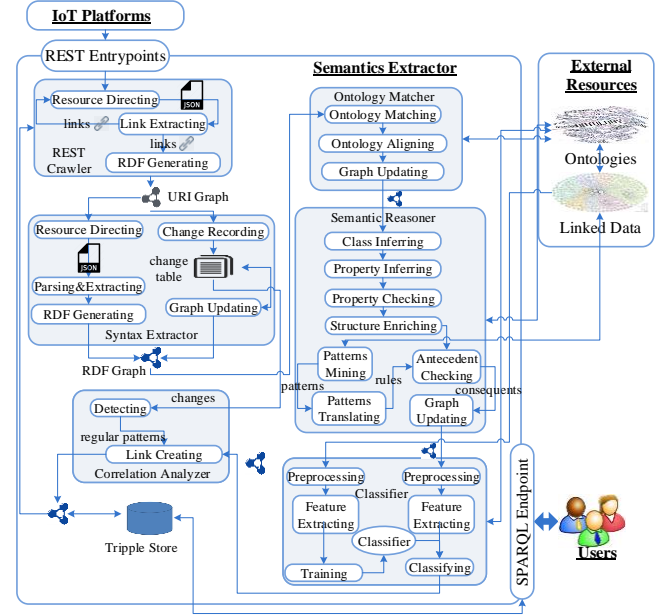 IoT Platforms
REST Entrypoints
Resource Directing
JSON
links
Link Extracting
links
REST
Crawler
RDF Generating
URI Graph
Resource Directing
Change Recording
JSON
change
table
Parsing&Extracting
Graph Updating
RDF Generating
Syntax Extractor
RDF Graph
changes
Detecting
regular patterns
Link Creating
Correlation Analyzer
Tripple Store
Semantics Extractor
Ontology Matcher
Ontology Matching
Ontology Aligning
Graph Updating
Semantic Reasoner
Class Inferring
Property Inferring
Property Checking
Structure Enriching
Patterns
Mining
Antecedent
Checking
patterns
rules
consequents
Patterns
Translating
Graph
Updating
Preprocessing
Preprocessing
Classifier
Feature
Extracting
Feature
Extracting
Classifier
Training
Classifying
External
Resources
Ontologies
Linked Data
SPARQL Endpoint
Users